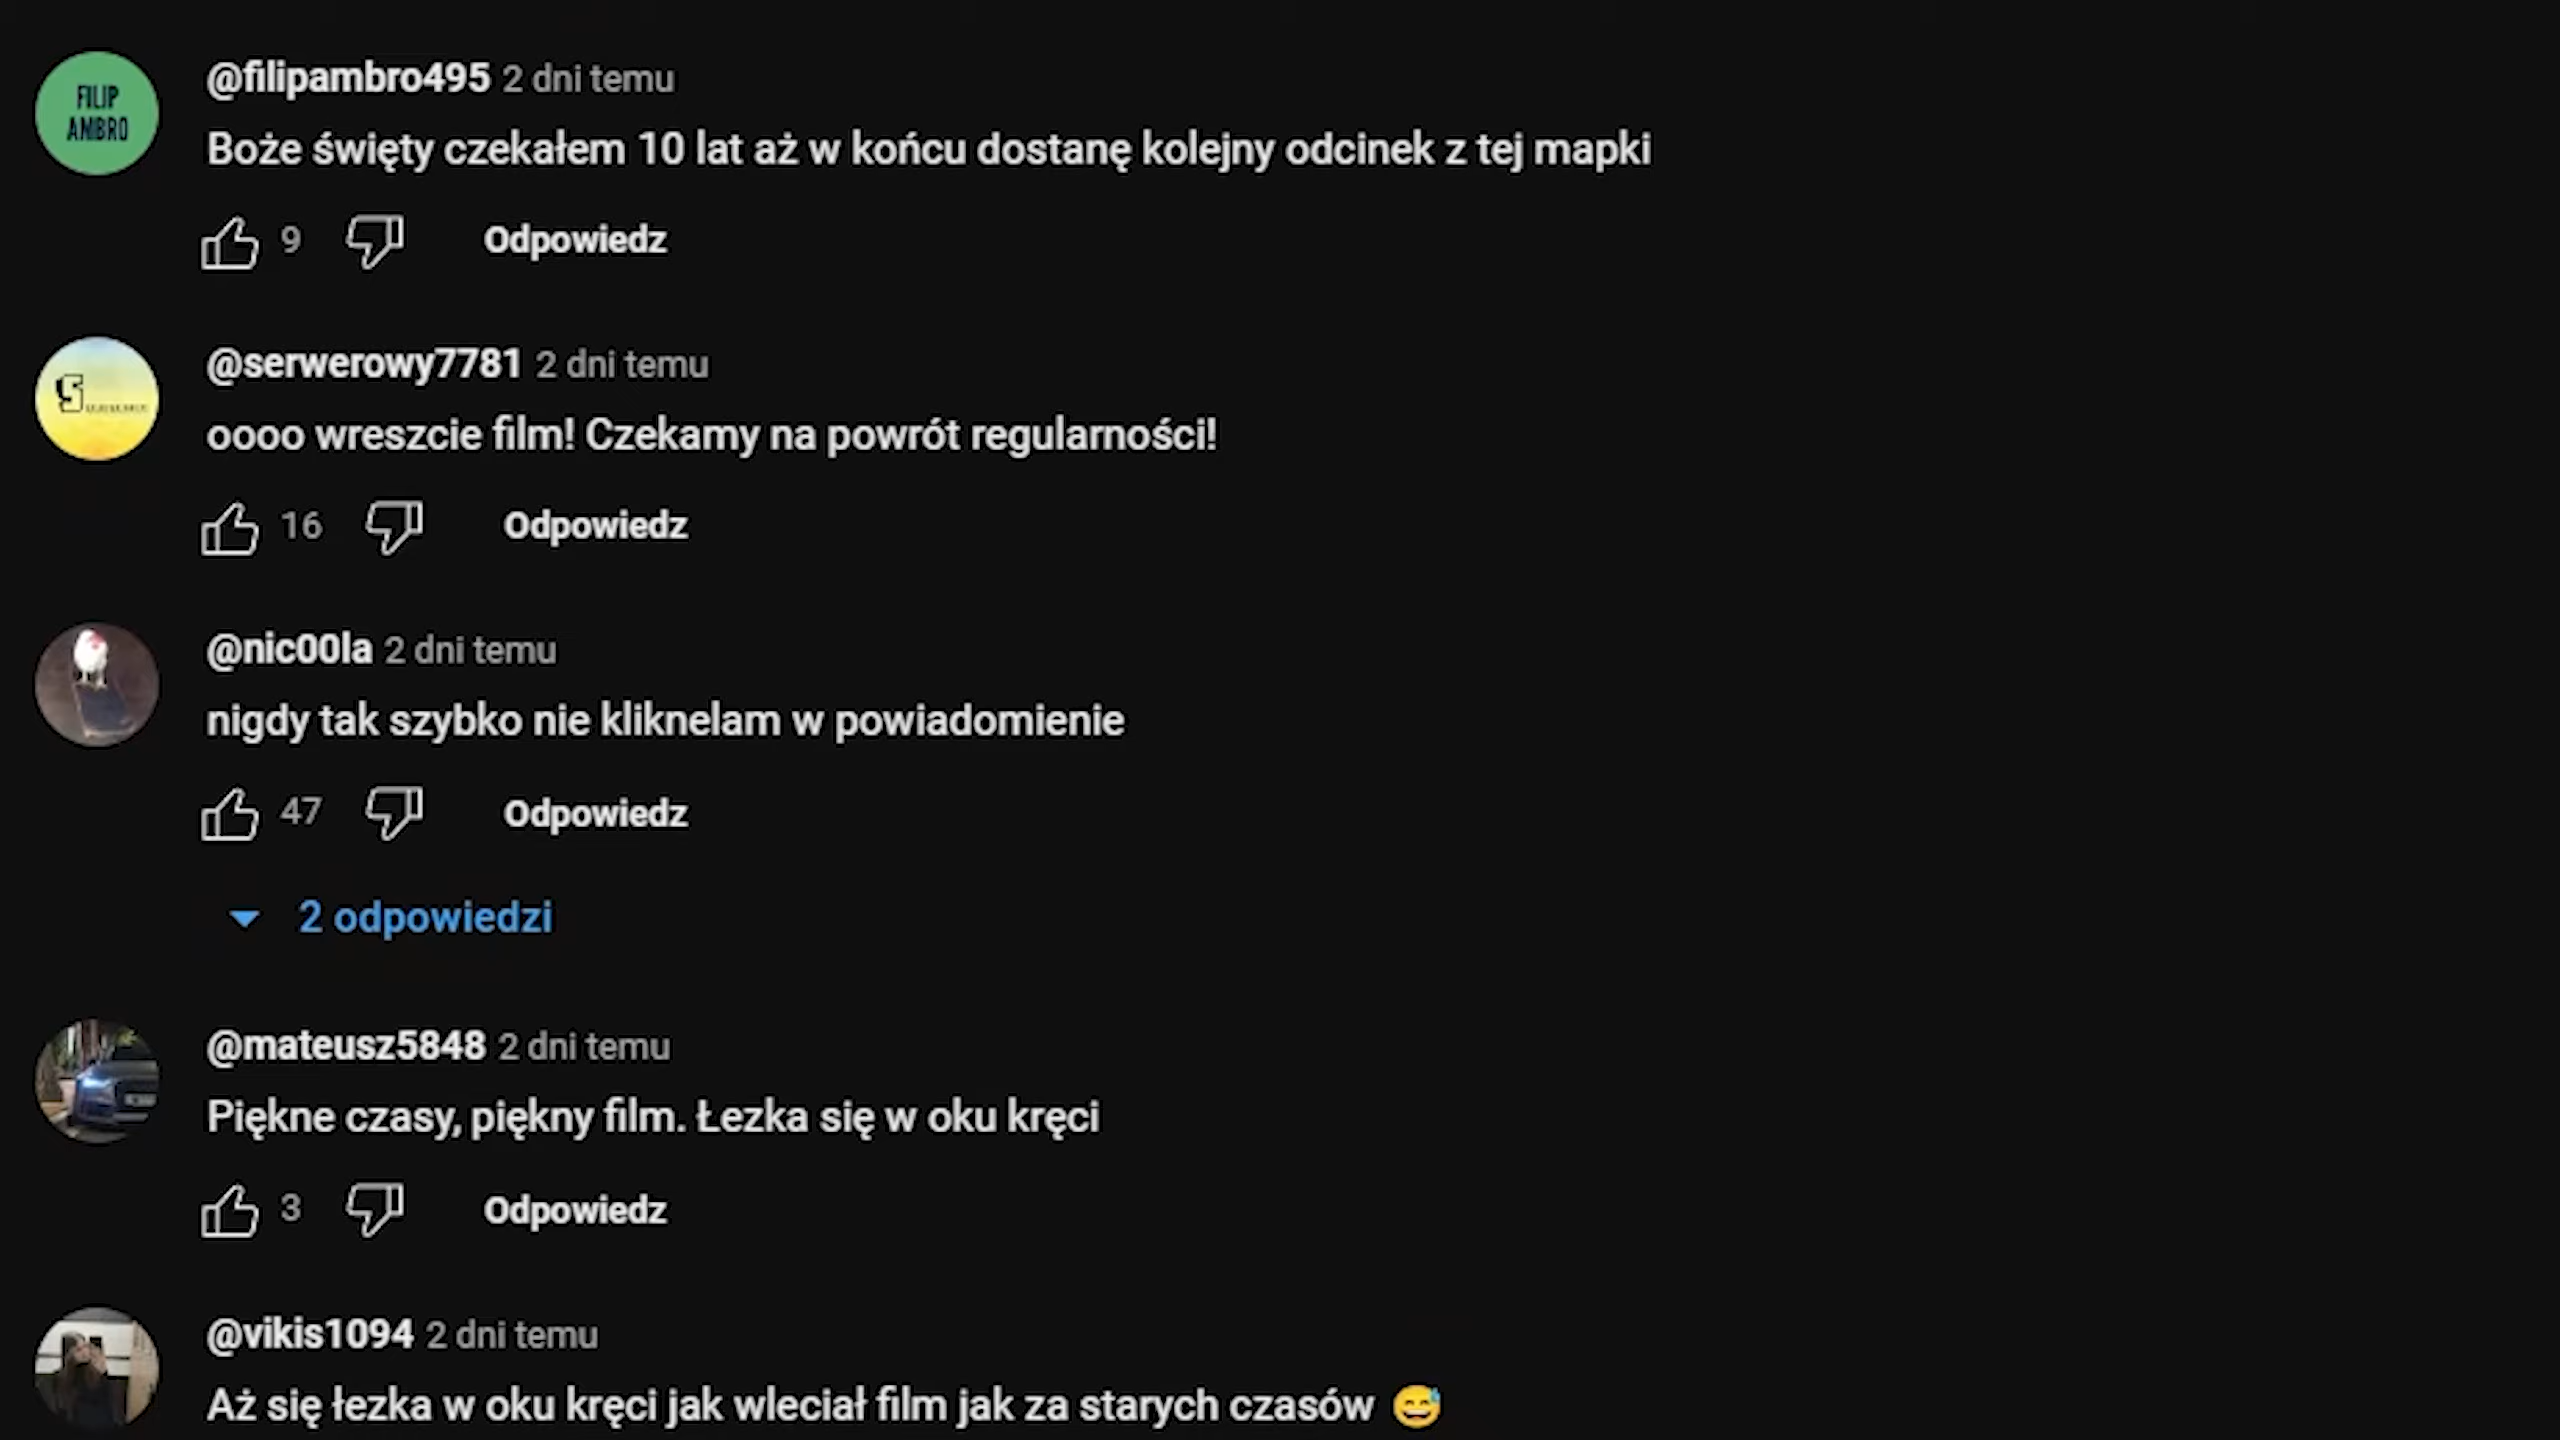 FILIP
AMBRO
@filipambro495 2 dni temu
Boże święty czekałem 10 lat aż w końcu dostanę kolejny odcinek z tej mapki
9 Odpowiedz
@serwerowy7781 2 dni temu
oooo wreszcie film! Czekamy na powrót regularności!
16 Odpowiedz
@nic00la 2 dni temu
nigdy tak szybko nie kliknelam w powiadomienie
47 Odpowiedz
2 odpowiedzi
@mateusz5848 2 dni temu
Piękne czasy, piękny film. Łezka się w oku kręci
3 Odpowiedz
@vikis1094 2 dni temu
Aż się łezka w oku kręci jak wleciał film jak za starych czasów 😅